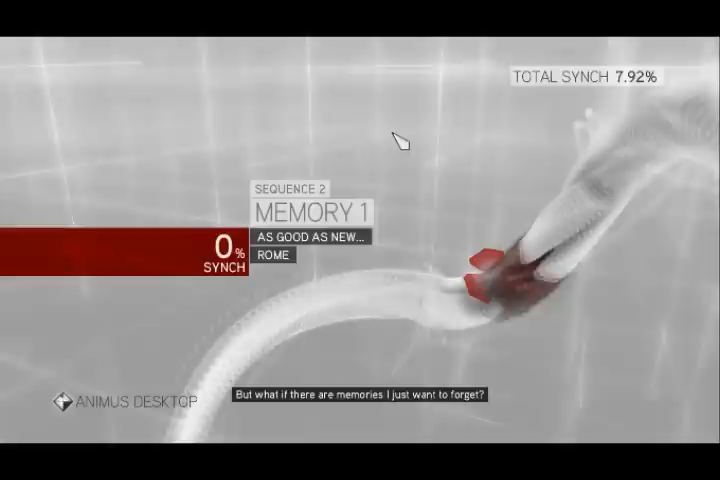 TOTAL SYNCH 7.92%
SEQUENCE 2
MEMORY 1
AS GOOD AS NEW...
ROME
0%
SYNCH
But what if there are memories I just want to forget?
ANIMUS DESKTOP